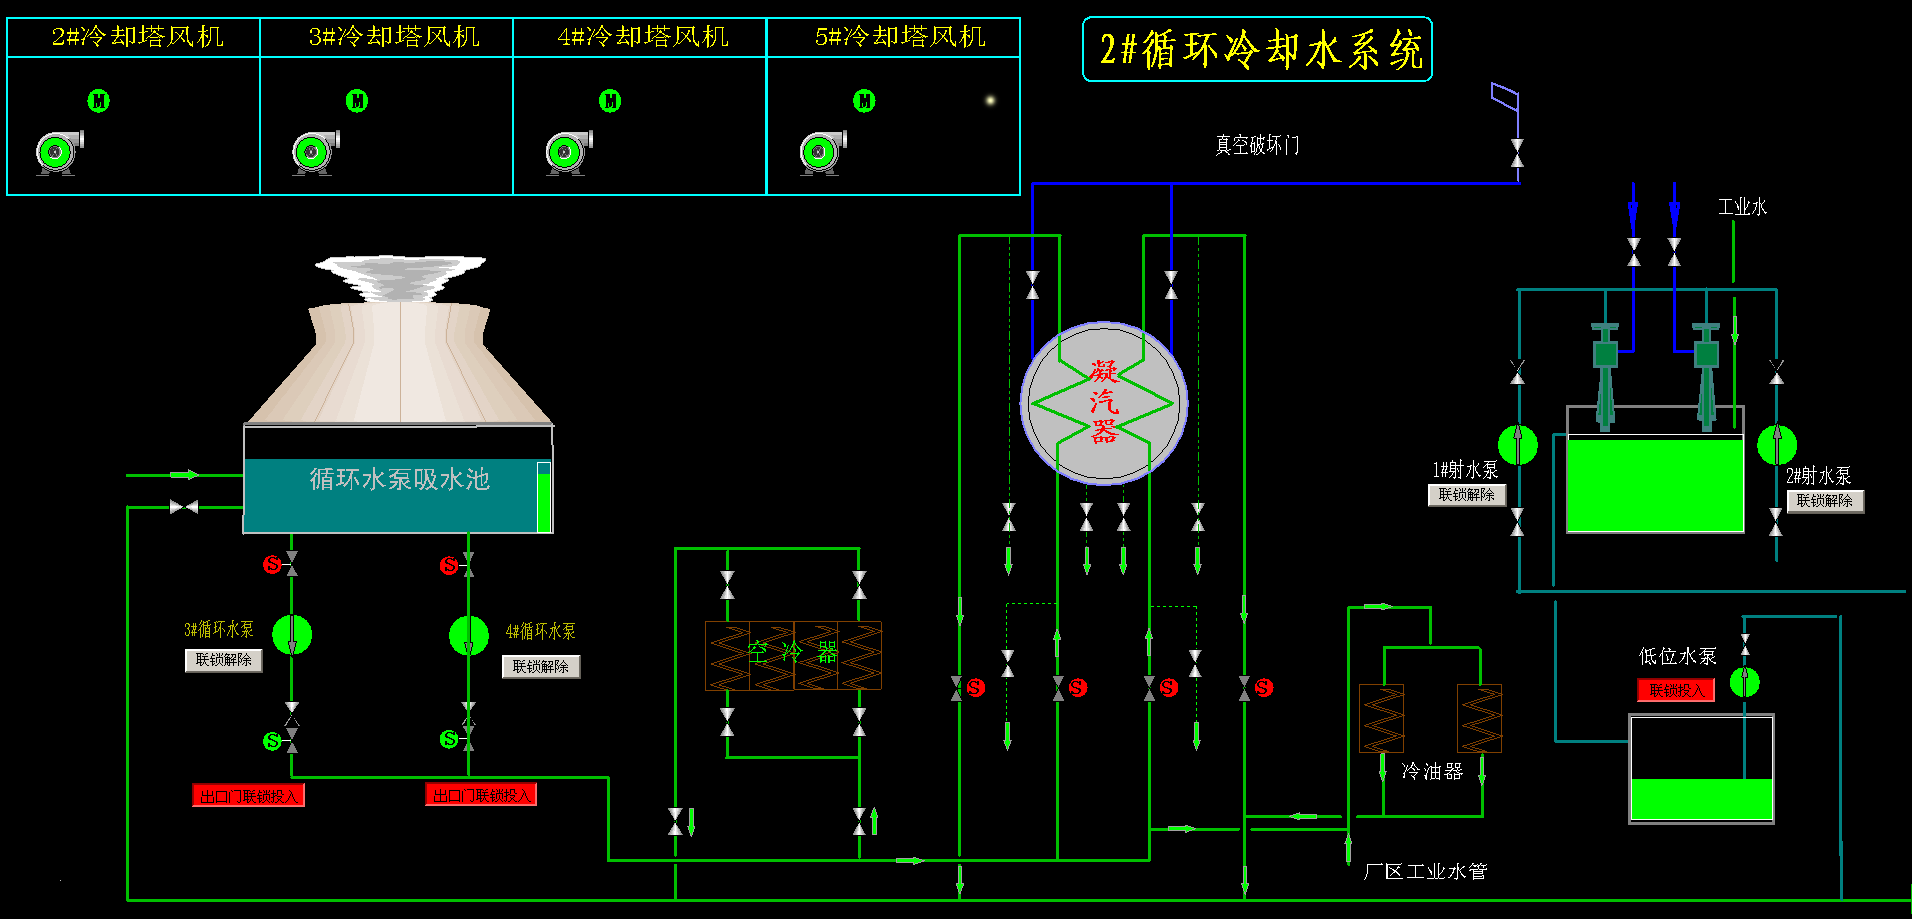 2#冷却塔风机
3#冷却塔风机
4#冷却塔风机
5#冷却塔风机
2#循环冷却水系统
M
M
M
M
真空破坏门
工业水
凝
汽
器
循环水泵吸水池
1#射水泵
联锁解除
2#射水泵
联锁解除
S
S
3#循环水泵
联锁解除
4#循环水泵
联锁解除
空冷器
低位水泵
联锁投入
S
S
S
S
S
S
冷油器
出口门联锁投入
出口门联锁投入
厂区工业水管